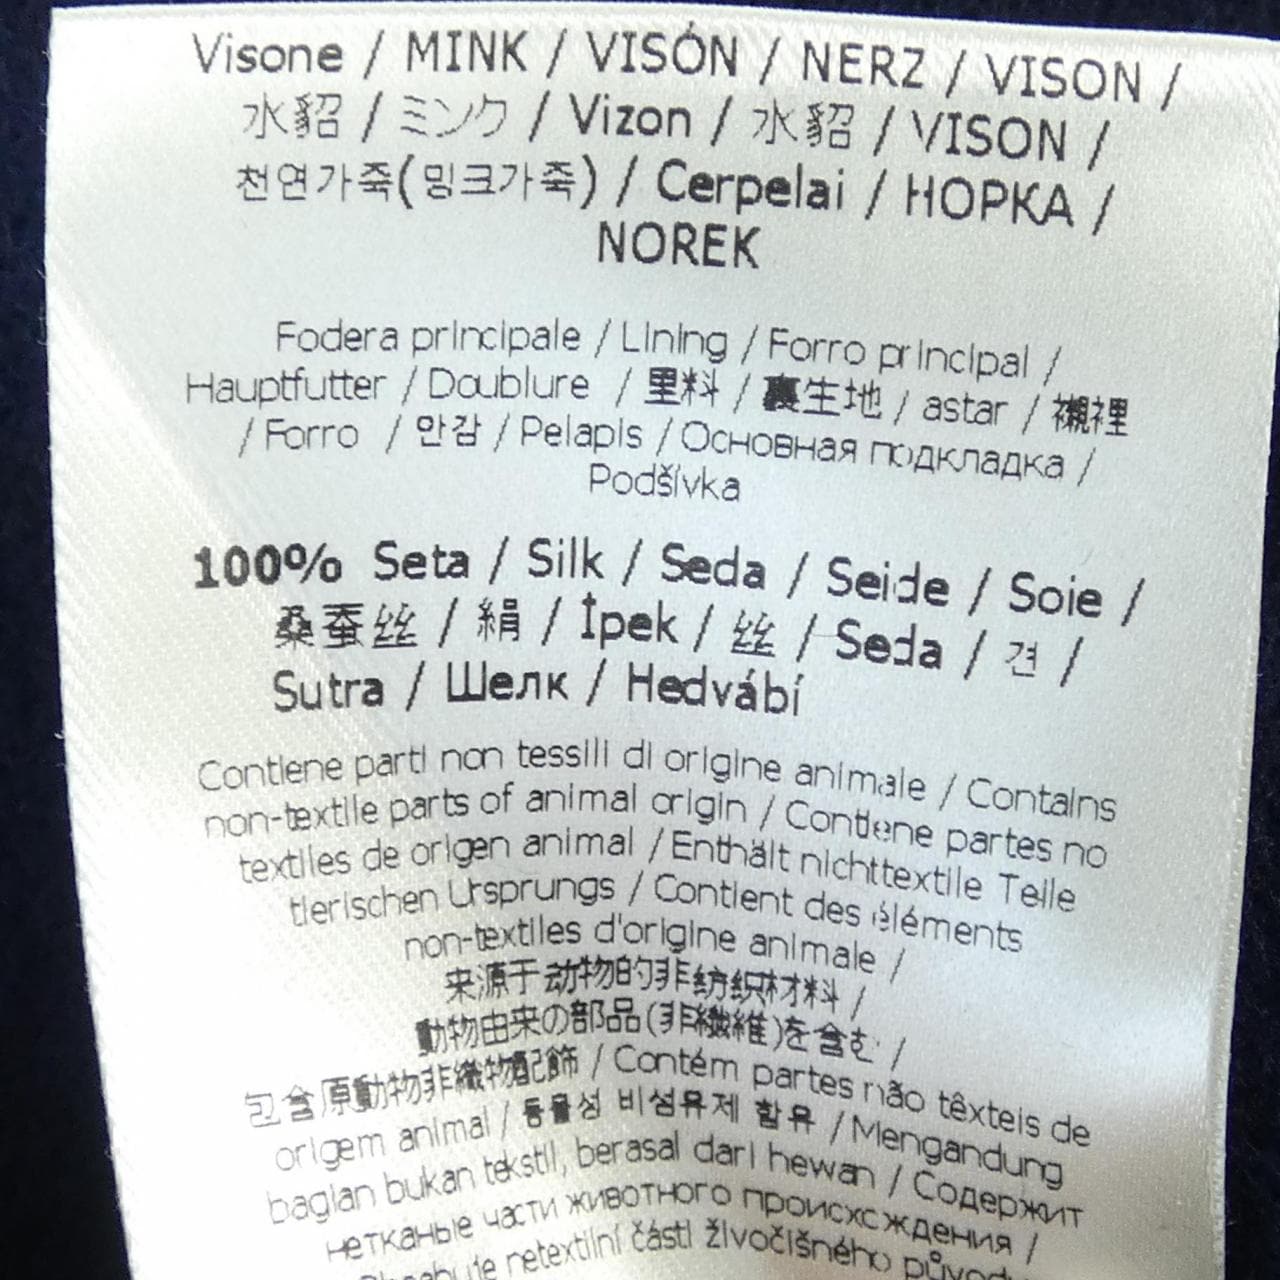 Visone / MINK / VISÓN / NERZ / VISON /
水貂 / ミンク / Vizon / 水貂 / VISON /
천연가죽(밍크가죽) / Cerpelai / НОРКА /
NOREK
Fodera principale / Lining / Forro principal /
Hauptfutter / Doublure / 里料 / 裏生地 / astar / 襯裡
/ Forro / 안감 / Pelapis / Основная подкладка /
Podšívka
100% Seta / Silk / Seda / Seide / Soie /
桑蚕丝 / 絹 / İpek / 丝 / Seda / 견 /
Sutra / Шелк / Hedvábí
Contiene parti non tessili di origine animale / Contains
non-textile parts of animal origin / Contiene partes no
textiles de origen animal / Enthält nichttextile Teile
tierischen Ursprungs / Contient des éléments
non-textiles d'origine animale /
来源于动物的非纺织材料 /
動物由来の部品(非繊維)を含む /
包含原動物非織物配飾 / Contém partes não têxteis de
origem animal / 동물성 비섬유제 함유 / Mengandung
bagian bukan tekstil, berasal dari hewan / Содержит
нетканые части животного происхождения /
netextilní části živočišného původu